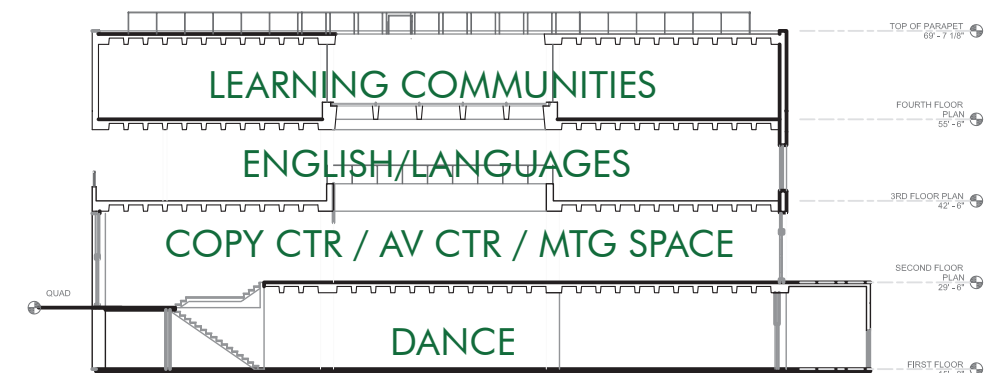 TOP OF PARAPET
69' - 7 1/8"
LEARNING COMMUNITIES
FOURTH FLOOR
PLAN
55' - 6"
ENGLISH/LANGUAGES
3RD FLOOR PLAN
42' - 6"
COPY CTR / AV CTR / MTG SPACE
SECOND FLOOR
PLAN
29' - 6"
QUAD
DANCE
FIRST FLOOR